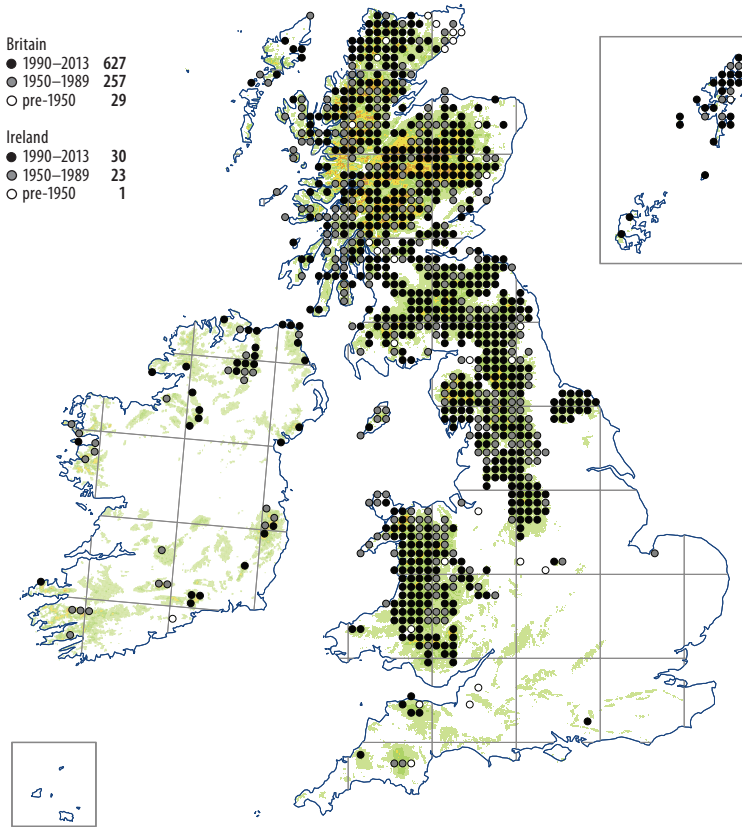 Britain
● 1990–2013 627
● 1950–1989 257
○ pre-1950 29
Ireland
● 1990–2013 30
● 1950–1989 23
○ pre-1950 1